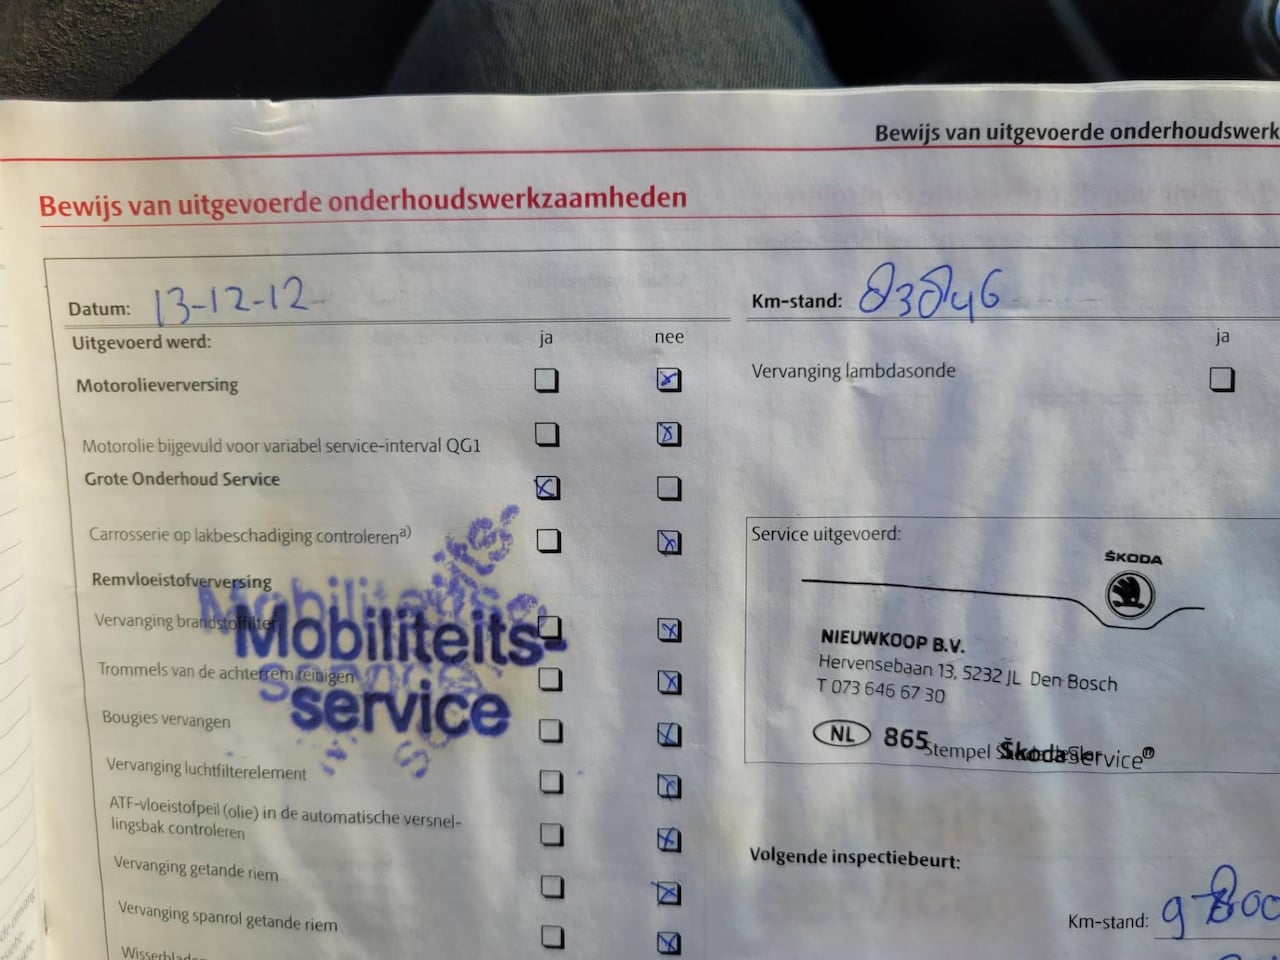 Bewijs van uitgevoerde onderhoudswerk
Bewijs van uitgevoerde onderhoudswerkzaamheden
Datum: 13-12-12
Uitgevoerd werd: ja nee
Motorolieverversing
Motorolie bijgevuld voor variabel service-interval QG1
Grote Onderhoud Service
Carrosserie op lakbeschadiging controleren a)
Remvloeistofverversing
Vervanging brandstoffilter
Trommels van de achterrem reinigen
Bougies vervangen
Vervanging luchtfilterelement
ATF-vloeistofpeil (olie) in de automatische versnel-
lingsbak controleren
Vervanging getande riem
Vervanging spanrol getande riem
Mobiliteits-
service
Km-stand: 83846
ja
Vervanging lambdasonde
Service uitgevoerd:
ŠKODA
NIEUWKOOP B.V.
Hervensebaan 13, 5232 JL Den Bosch
T 073 646 67 30
NL 865
Stempel Škoda Service
Volgende inspectiebeurt:
Km-stand: